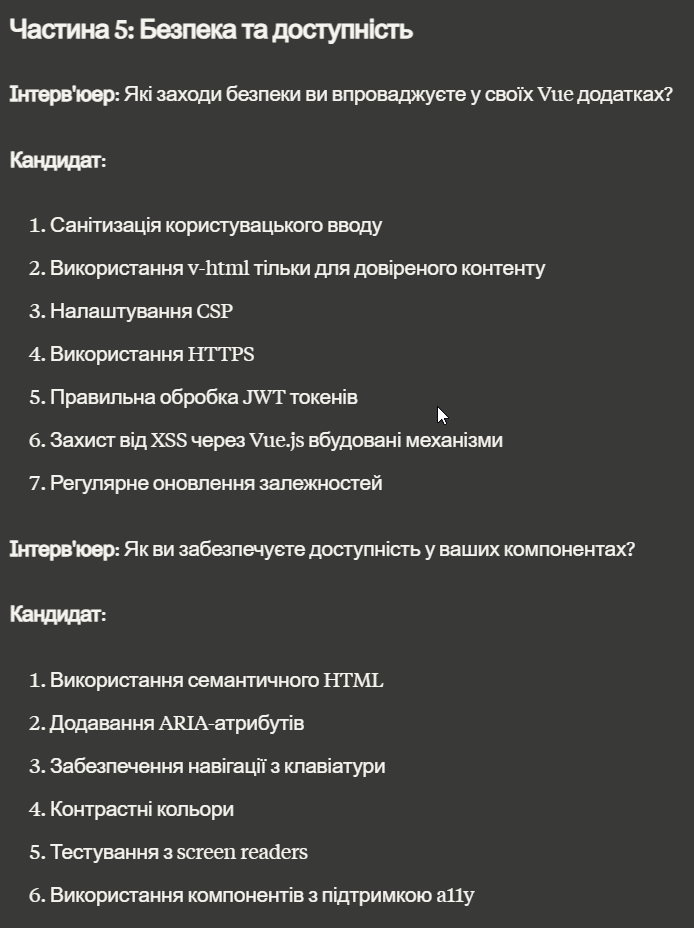 Частина 5: Безпека та доступність
Інтерв'юер: Які заходи безпеки ви впроваджуєте у своїх Vue додатках?
Кандидат:
1. Санітизація користувацького вводу
2. Використання v-html тільки для довіреного контенту
3. Налаштування CSP
4. Використання HTTPS
5. Правильна обробка JWT токенів
6. Захист від XSS через Vue.js вбудовані механізми
7. Регулярне оновлення залежностей
Інтерв'юер: Як ви забезпечуєте доступність у ваших компонентах?
Кандидат:
1. Використання семантичного HTML
2. Додавання ARIA-атрибутів
3. Забезпечення навігації з клавіатури
4. Контрастні кольори
5. Тестування з screen readers
6. Використання компонентів з підтримкою a11y